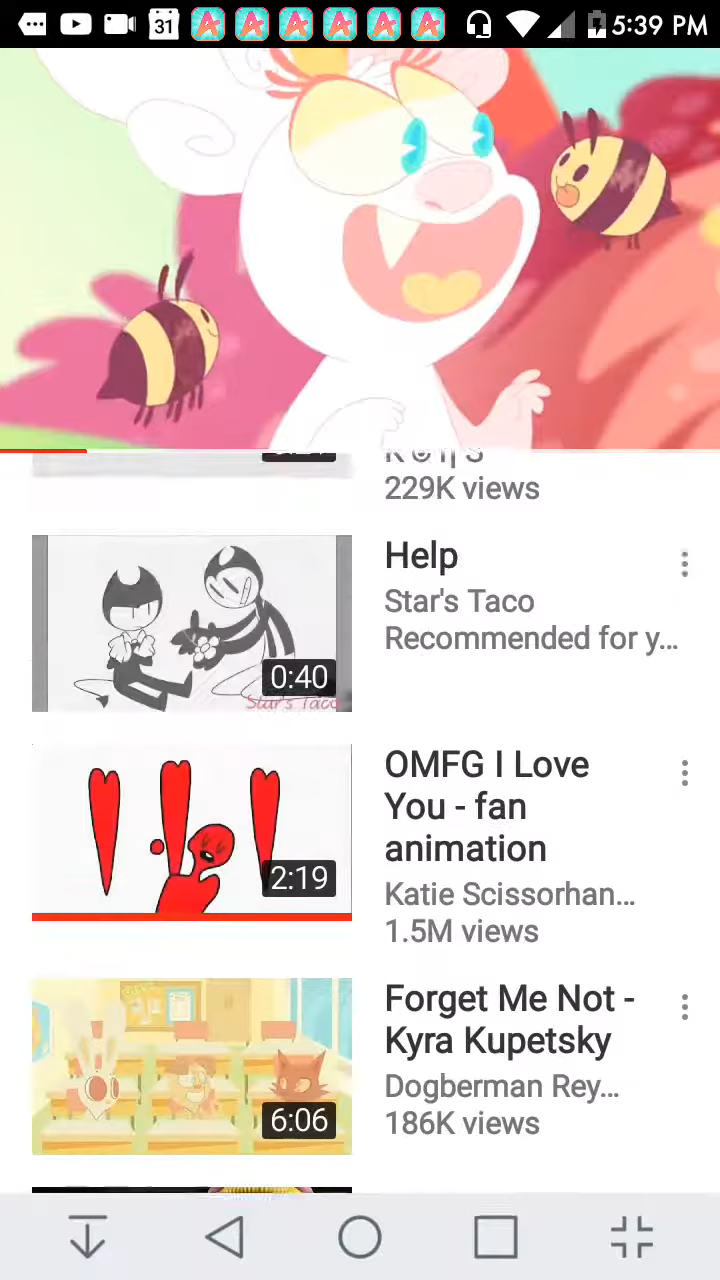 31
5:39 PM
229K views
Help
Star's Taco
Recommended for y...
0:40
Star's Taco
OMFG I Love
You - fan
animation
Katie Scissorhan...
1.5M views
2:19
Forget Me Not -
Kyra Kupetsky
Dogberman Rey...
186K views
6:06